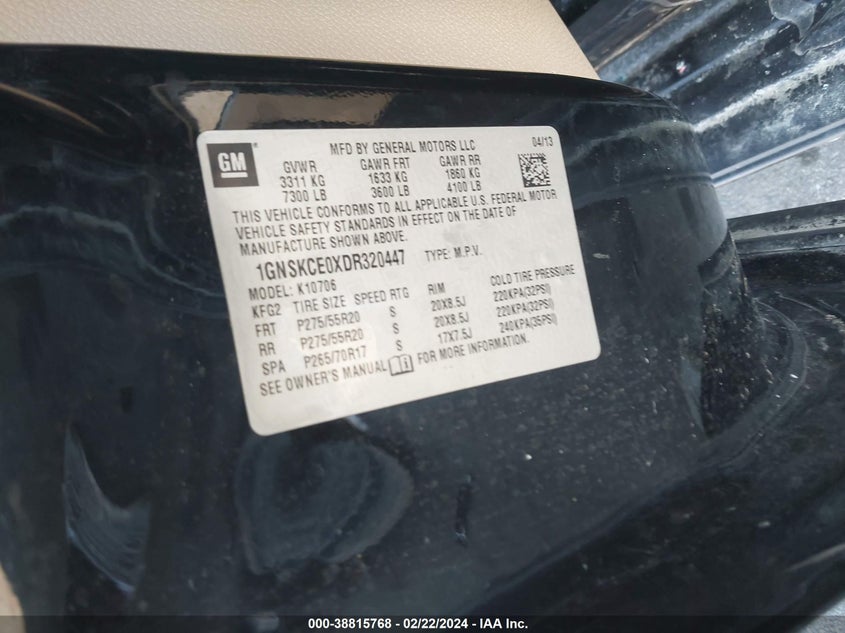 GM
MFD BY GENERAL MOTORS LLC 04/13
GVWR GAWR FRT GAWR RR
3311 KG 1633 KG 1860 KG
7300 LB 3600 LB 4100 LB
THIS VEHICLE CONFORMS TO ALL APPLICABLE U.S. FEDERAL MOTOR
VEHICLE SAFETY STANDARDS IN EFFECT ON THE DATE OF
MANUFACTURE SHOWN ABOVE.
1GNSKCE0XDR320447 TYPE: M.P.V.
MODEL: K10706
KFG2 TIRE SIZE SPEED RTG RIM COLD TIRE PRESSURE
FRT P275/55R20 S 20X8.5J 220KPA(32PSI)
RR P275/55R20 S 20X8.5J 220KPA(32PSI)
SPA P265/70R17 S 17X7.5J 240KPA(35PSI)
SEE OWNER'S MANUAL FOR MORE INFORMATION.
000-38815768 - 02/22/2024 - IAA Inc.